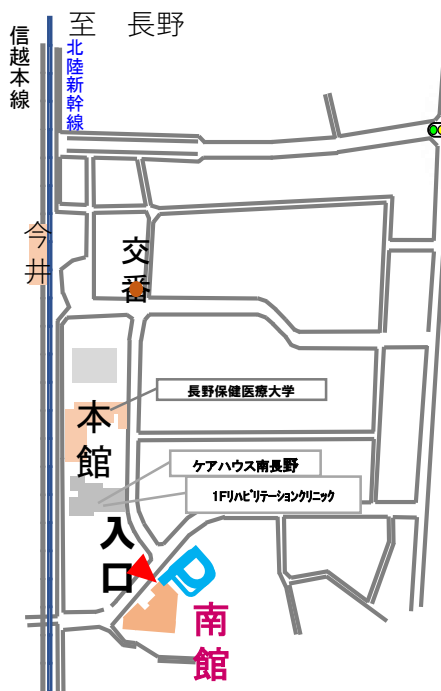 至 長野
信越本線
北陸新幹線
今井
交番
長野保健医療大学
本館
ケアハウス南長野
1Fリハビリテーションクリニック
入口
P
南館